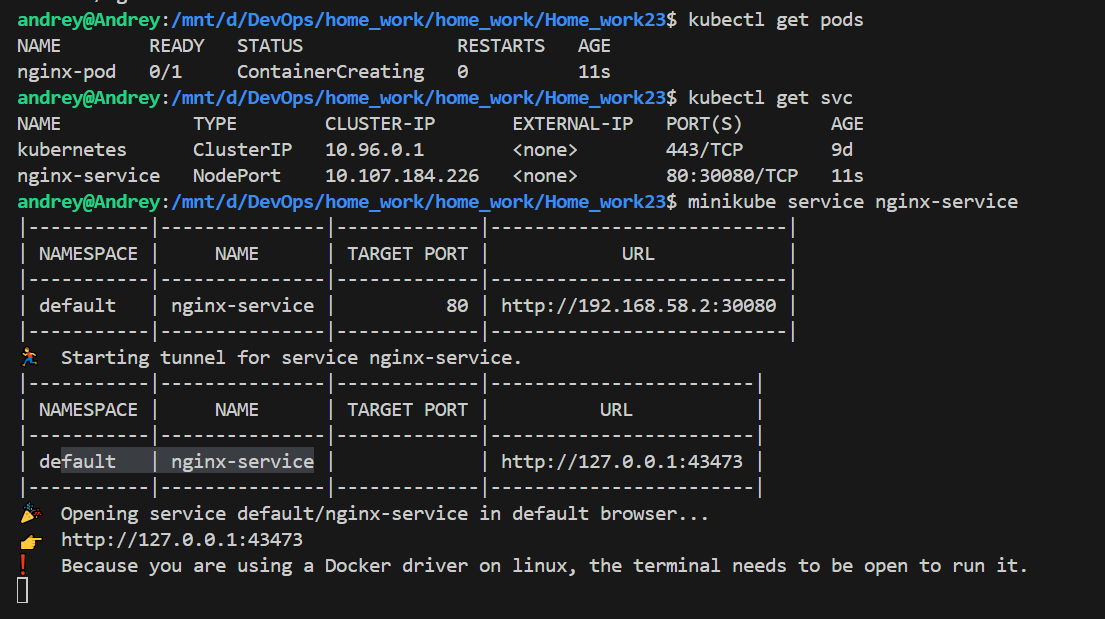 andrey@Andrey:/mnt/d/DevOps/home_work/home_work/Home_work23$ kubectl get pods
NAME        READY   STATUS              RESTARTS   AGE
nginx-pod   0/1     ContainerCreating   0          11s
andrey@Andrey:/mnt/d/DevOps/home_work/home_work/Home_work23$ kubectl get svc
NAME            TYPE        CLUSTER-IP       EXTERNAL-IP   PORT(S)        AGE
kubernetes      ClusterIP   10.96.0.1        <none>        443/TCP        9d
nginx-service   NodePort    10.107.184.226   <none>        80:30080/TCP   11s
andrey@Andrey:/mnt/d/DevOps/home_work/home_work/Home_work23$ minikube service nginx-service
|-----------|---------------|-------------|---------------------------|
| NAMESPACE |     NAME      | TARGET PORT |            URL            |
|-----------|---------------|-------------|---------------------------|
| default   | nginx-service |          80 | http://192.168.58.2:30080 |
|-----------|---------------|-------------|---------------------------|
🏃 Starting tunnel for service nginx-service.
|-----------|---------------|-------------|------------------------|
| NAMESPACE |     NAME      | TARGET PORT |          URL           |
|-----------|---------------|-------------|------------------------|
| default   | nginx-service |             | http://127.0.0.1:43473 |
|-----------|---------------|-------------|------------------------|
🎉 Opening service default/nginx-service in default browser...
👉 http://127.0.0.1:43473
❗ Because you are using a Docker driver on linux, the terminal needs to be open to run it.